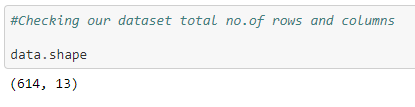 #Checking our dataset total no.of rows and columns
data.shape
(614, 13)